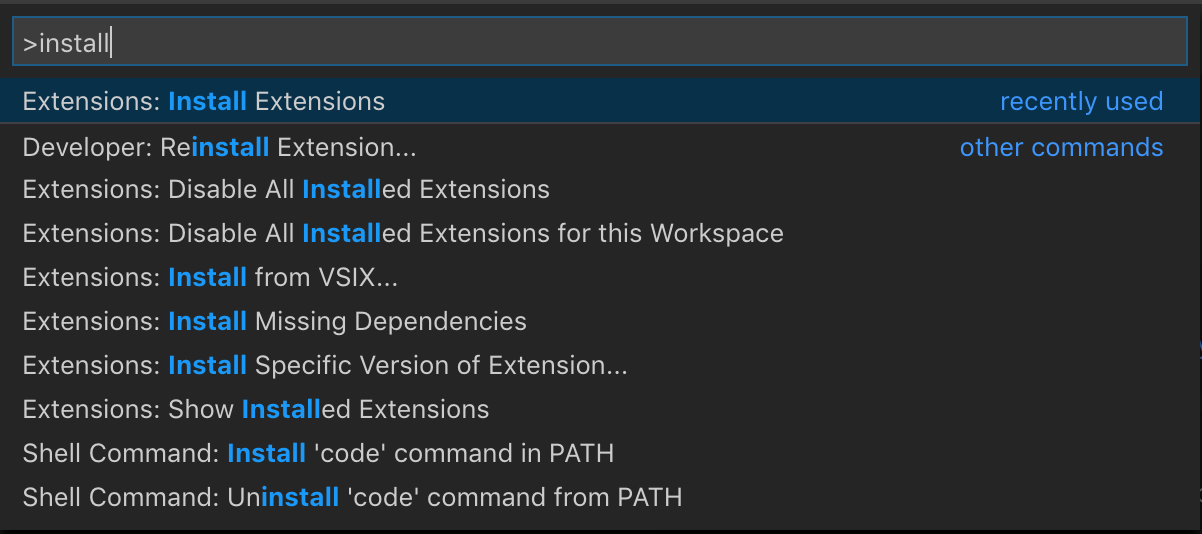 >install
Extensions: Install Extensions recently used
Developer: Reinstall Extension... other commands
Extensions: Disable All Installed Extensions
Extensions: Disable All Installed Extensions for this Workspace
Extensions: Install from VSIX...
Extensions: Install Missing Dependencies
Extensions: Install Specific Version of Extension...
Extensions: Show Installed Extensions
Shell Command: Install 'code' command in PATH
Shell Command: Uninstall 'code' command from PATH